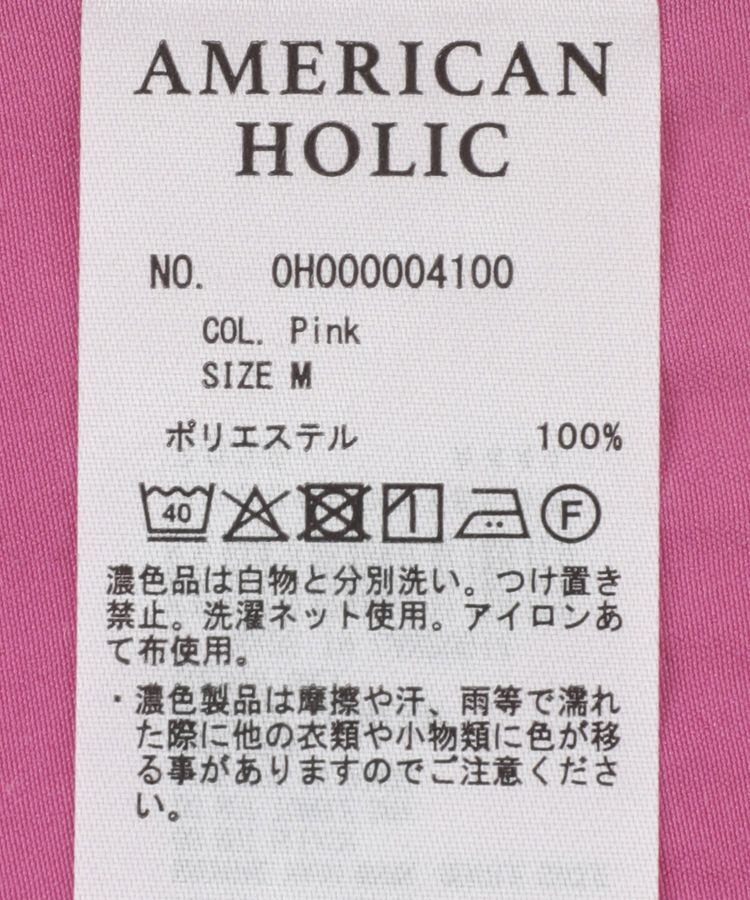 AMERICAN
HOLIC
NO. 0H000004100
COL. Pink
SIZE M
ポリエステル 100%
40 F
濃色品は白物と分別洗い。つけ置き
禁止。洗濯ネット使用。アイロンあ
て布使用。
・濃色製品は摩擦や汗、雨等で濡れ
た際に他の衣類や小物類に色が移
る事がありますのでご注意くださ
い。